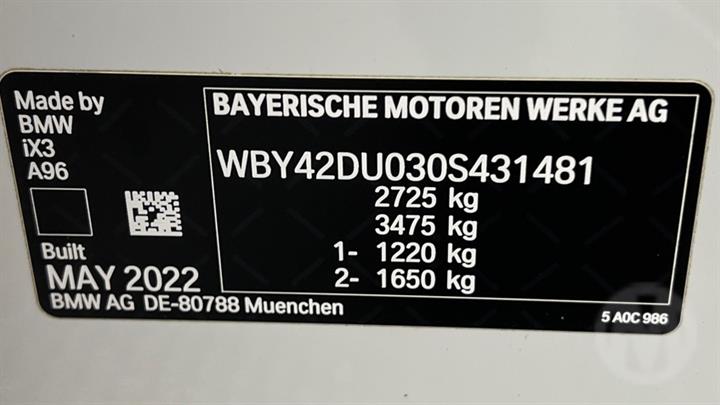 Made by
BMW
iX3
A96
Built
MAY 2022
BMW AG DE-80788 Muenchen
BAYERISCHE MOTOREN WERKE AG
WBY42DU030S431481
2725 kg
3475 kg
1- 1220 kg
2- 1650 kg
5 A0C 986